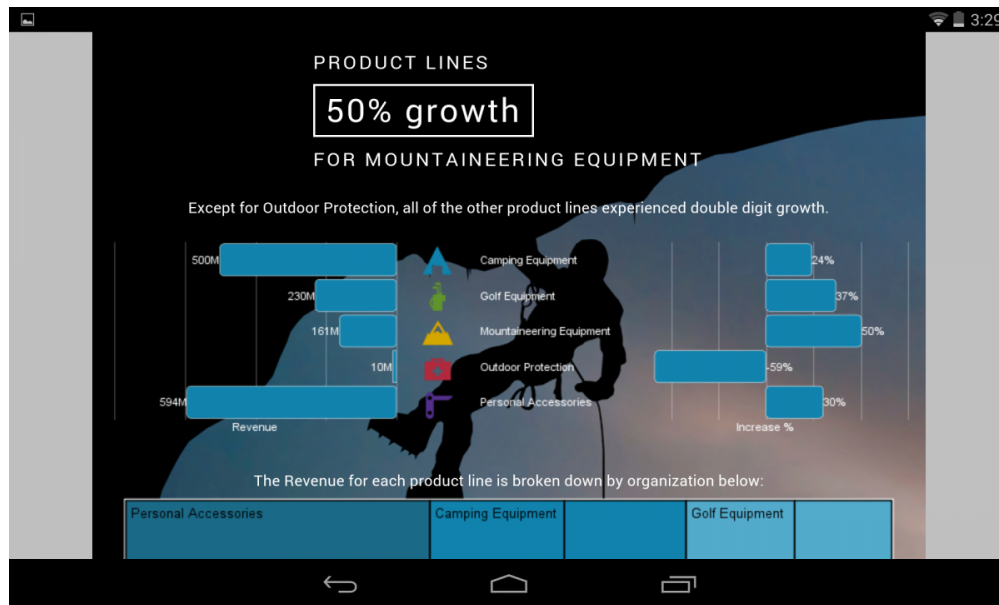 3:29
PRODUCT LINES
50% growth
FOR MOUNTAINEERING EQUIPMENT
Except for Outdoor Protection, all of the other product lines experienced double digit growth.
500M Camping Equipment 24%
230M Golf Equipment 37%
161M Mountaineering Equipment 50%
10M Outdoor Protection -59%
594M Personal Accessories 30%
Revenue Increase %
The Revenue for each product line is broken down by organization below:
Personal Accessories Camping Equipment Golf Equipment